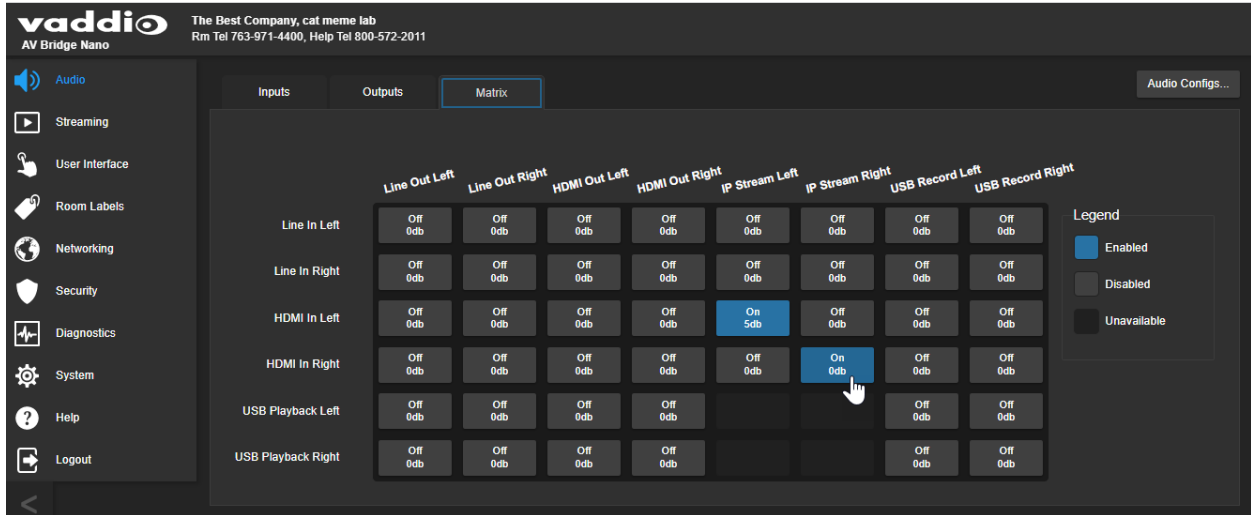 vaddio
AV Bridge Nano
The Best Company, cat meme lab
Rm Tel 763-971-4400, Help Tel 800-572-2011
Audio
Streaming
User Interface
Room Labels
Networking
Security
Diagnostics
System
Help
Logout
<
Inputs Outputs Matrix
Audio Configs...
Line Out Left Line Out Right HDMI Out Left HDMI Out Right IP Stream Left IP Stream Right USB Record Left USB Record Right
Line In Left Off Off Off Off Off Off Off Off
0db 0db 0db 0db 0db 0db 0db 0db
Line In Right Off Off Off Off Off Off Off Off
0db 0db 0db 0db 0db 0db 0db 0db
HDMI In Left Off Off Off Off On Off Off Off
0db 0db 0db 0db 5db 0db 0db 0db
HDMI In Right Off Off Off Off Off On Off Off
0db 0db 0db 0db 0db 0db 0db 0db
USB Playback Left Off Off Off Off Off Off
0db 0db 0db 0db 0db 0db
USB Playback Right Off Off Off Off Off Off
0db 0db 0db 0db 0db 0db
Legend
Enabled
Disabled
Unavailable